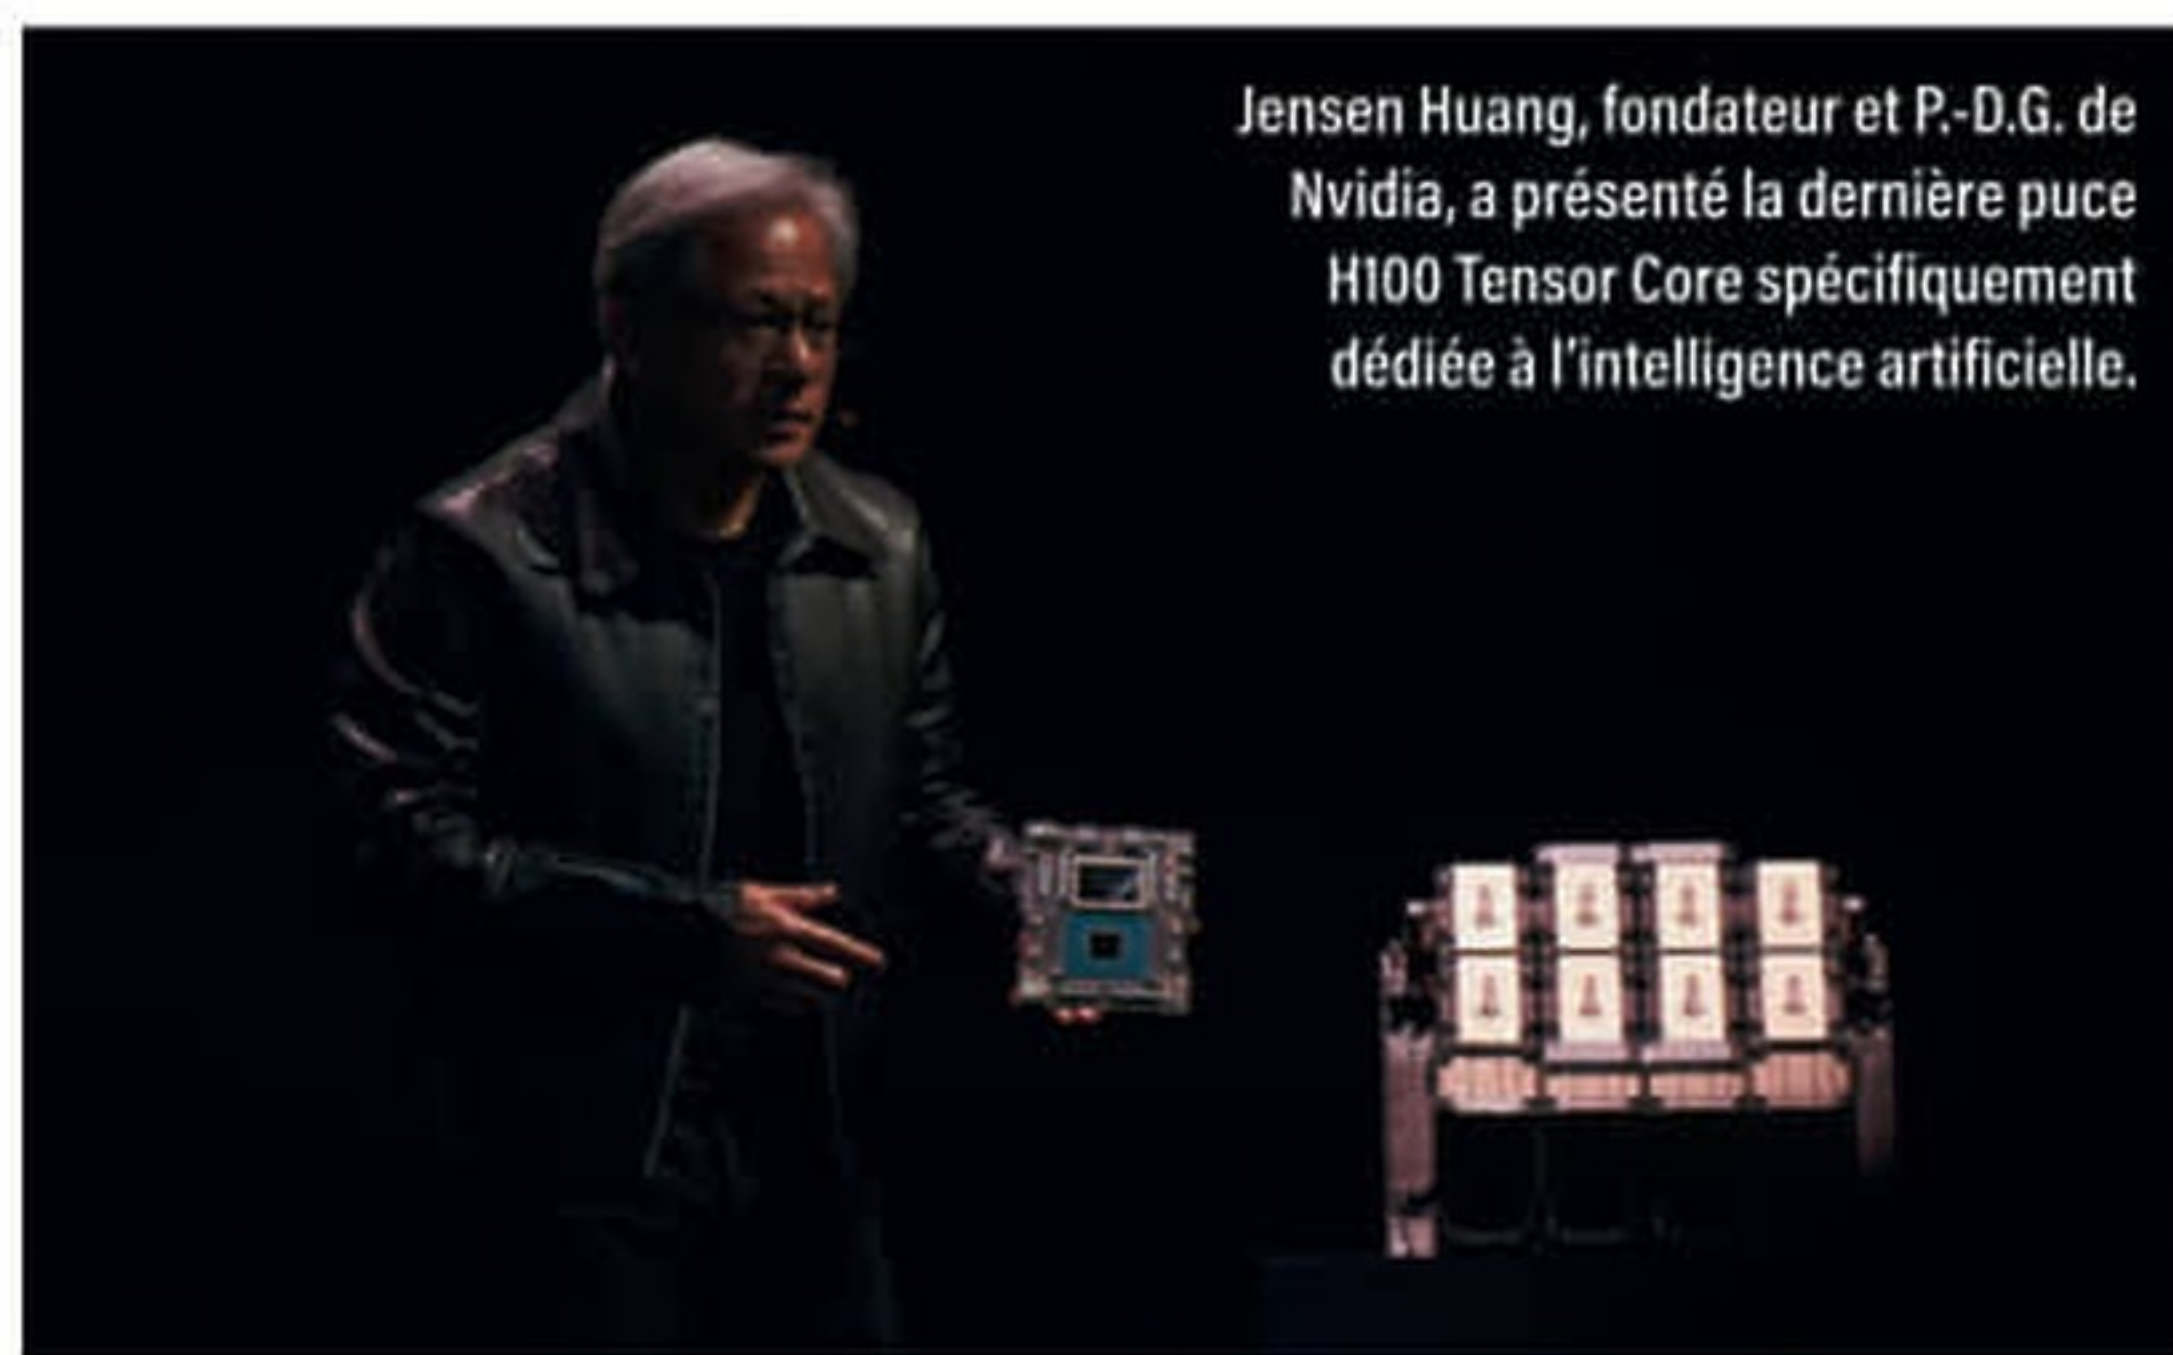 Jensen Huang, fondateur et P.-D.G. de
Nvidia, a présenté la dernière puce
H100 Tensor Core spécifiquement
dédiée à l'intelligence artificielle.